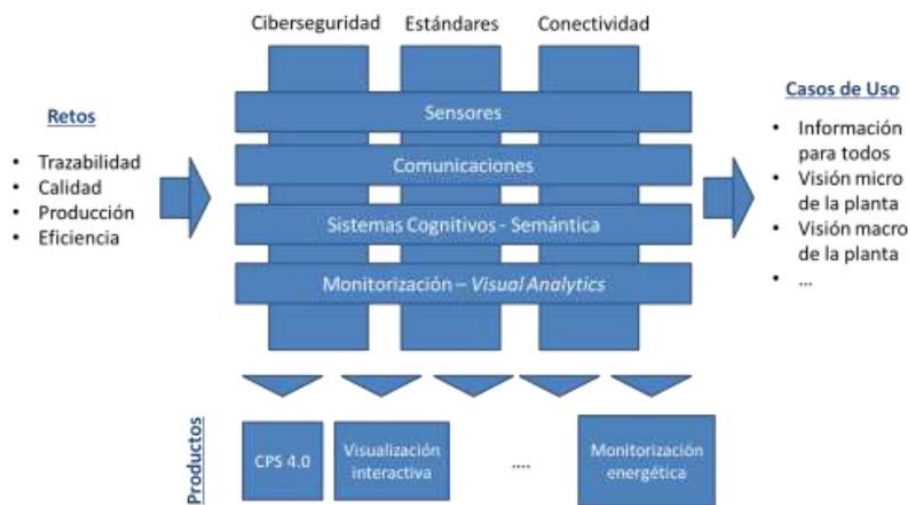 Ciberseguridad Estándares Conectividad
Retos
• Trazabilidad
• Calidad
• Producción
• Eficiencia
Sensores
Comunicaciones
Sistemas Cognitivos - Semántica
Monitorización – Visual Analytics
Casos de Uso
• Información
para todos
• Visión micro
de la planta
• Visión macro
de la planta
• ...
Productos
CPS 4.0
Visualización
interactiva
....
Monitorización
energética